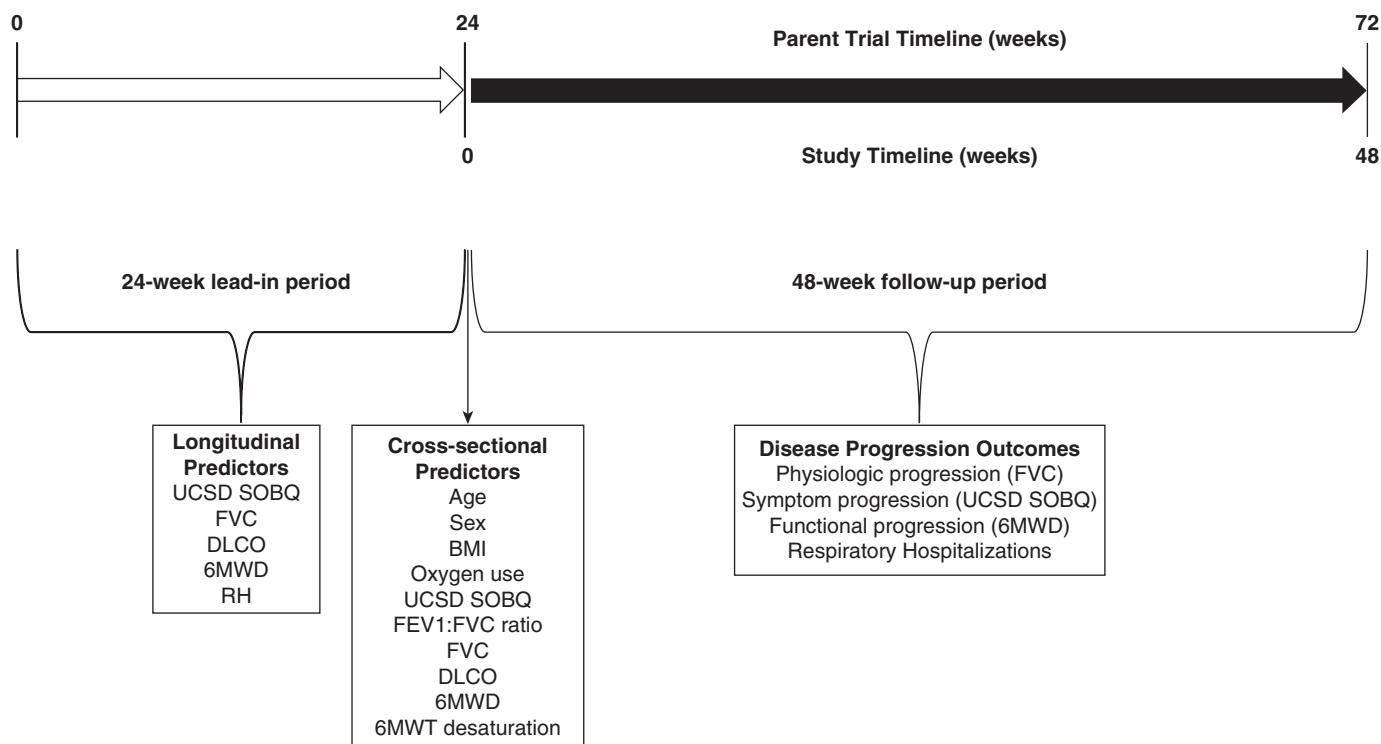 0
24
72
Parent Trial Timeline (weeks)
0
Study Timeline (weeks)
48
24-week lead-in period
48-week follow-up period
Longitudinal
Predictors
UCSD SOBQ
FVC
DLCO
6MWD
RH
Cross-sectional
Predictors
Age
Sex
BMI
Oxygen use
UCSD SOBQ
FEV1:FVC ratio
FVC
DLCO
6MWD
6MWT desaturation
Disease Progression Outcomes
Physiologic progression (FVC)
Symptom progression (UCSD SOBQ)
Functional progression (6MWD)
Respiratory Hospitalizations